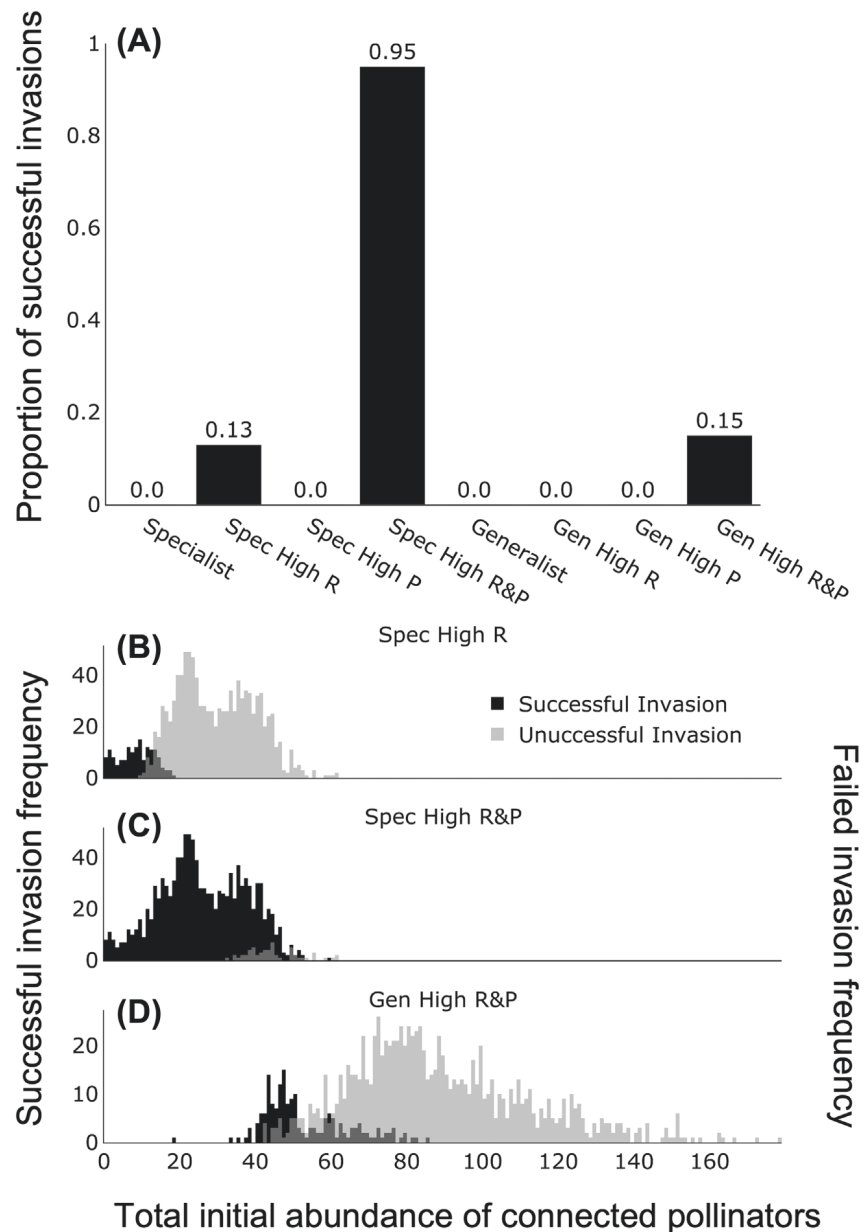 (A)
Proportion of successful invasions
1
0.8
0.6
0.4
0.2
0
0.0
0.13
0.0
0.95
0.0
0.0
0.0
0.15
Specialist
Spec High R
Spec High P
Spec High R&P
Generalist
Gen High R
Gen High P
Gen High R&P
Successful invasion frequency
Failed invasion frequency
(B)
Spec High R
40
20
0
Successful Invasion
Unuccessful Invasion
(C)
Spec High R&P
40
20
0
(D)
Gen High R&P
20
10
0
0 20 40 60 80 100 120 140 160
Total initial abundance of connected pollinators